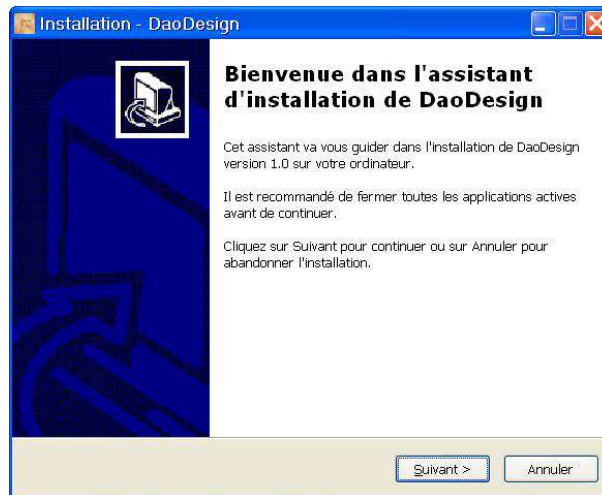 Installation - DaoDesign
Bienvenue dans l'assistant
d'installation de DaoDesign
Cet assistant va vous guider dans l'installation de DaoDesign
version 1.0 sur votre ordinateur.
Il est recommandé de fermer toutes les applications actives
avant de continuer.
Cliquez sur Suivant pour continuer ou sur Annuler pour
abandonner l'installation.
Suivant >
Annuler